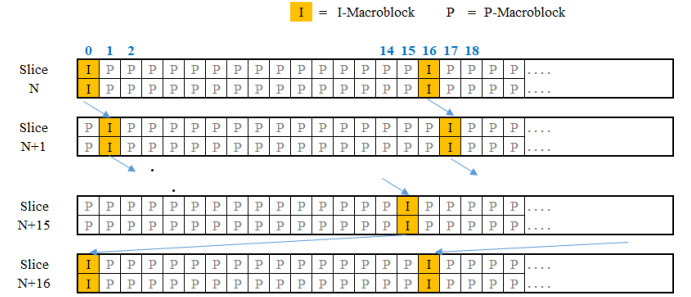 I = I-Macroblock P = P-Macroblock
0 1 2 14 15 16 17 18
Slice I P P P P P P P P P P P P P P P I P P P P ....
N I P P P P P P P P P P P P P P P I P P P P ....
Slice P I P P P P P P P P P P P P P P P I P P P ....
N+1 P I P P P P P P P P P P P P P P P I P P P ....
Slice P P P P P P P P P P P P P P P I P P P P P ....
N+15 P P P P P P P P P P P P P P P I P P P P P ....
Slice I P P P P P P P P P P P P P P P I P P P P ....
N+16 I P P P P P P P P P P P P P P P I P P P P ....